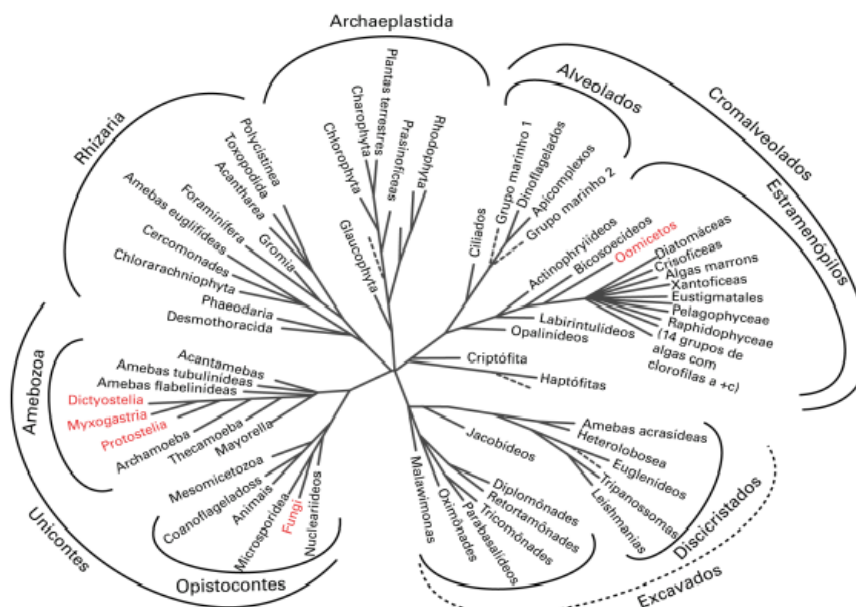 Archaeplastida
Rhizaria
Alveolados
Cromalveolados
Estramenópilos
Polycistinea
Toxopodida
Acantharea
Gromia
Foraminífera
Amebas euglifídeas
Cercomonades
Chlorarachniophyta
Phaeodaria
Desmothoracida
Chlorophyta
Charophyta
Plantas terrestres
Prasinofíceas
Rhodophyta
Glaucophyta
Ciliados
Grupo marinho 1
Dinoflagelados
Apicomplexos
Grupo marinho 2
Actinophryiídeos
Bicosoecídeos
Oomicetos
Diatomáceas
Crisofíceas
Algas marrons
Xantofíceas
Eustigmatales
Pelagophyceae
Raphidophyceae
(14 grupos de
algas com
clorofilas a +c)
Labirintulídeos
Opalinídeos
Criptófita
Haptófitas
Amebozoa
Acantamebas
Amebas tubulinídeas
Amebas flabelinídeas
Dictyostelia
Myxogastria
Protostelia
Archamoeba
Thecamoeba
Mayorella
Unicontes
Mesomicetozoa
Coanoflageladoss
Animais
Microsporídea
Fungi
Nucleariídeos
Opistocontes
Malawimonas
Oximônades
Parabasalídeos
Tricomônades
Retortamônades
Diplomônades
Jacobídeos
Amebas acrasídeas
Heterolobosea
Euglenídeos
Tripanossomas
Leishmanias
Discicristados
Excavados